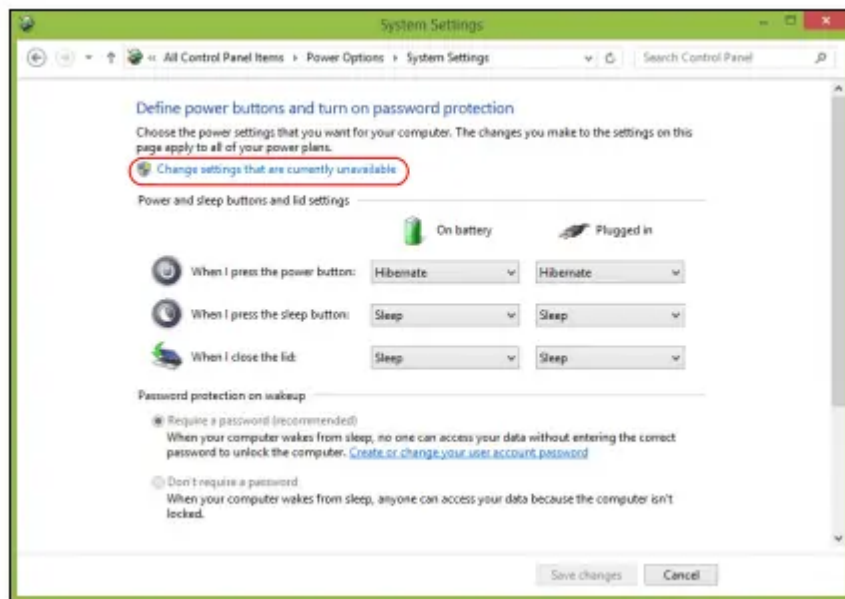 System Settings
« All Control Panel Items ▸ Power Options ▸ System Settings
Search Control Panel
Define power buttons and turn on password protection
Choose the power settings that you want for your computer. The changes you make to the settings on this
page apply to all of your power plans.
Change settings that are currently unavailable
Power and sleep buttons and lid settings
On battery Plugged in
When I press the power button: Hibernate Hibernate
When I press the sleep button: Sleep Sleep
When I close the lid: Sleep Sleep
Password protection on wakeup
Require a password (recommended)
When your computer wakes from sleep, no one can access your data without entering the correct
password to unlock the computer. Create or change your user account password
Don't require a password
When your computer wakes from sleep, anyone can access your data because the computer isn't
locked.
Save changes Cancel